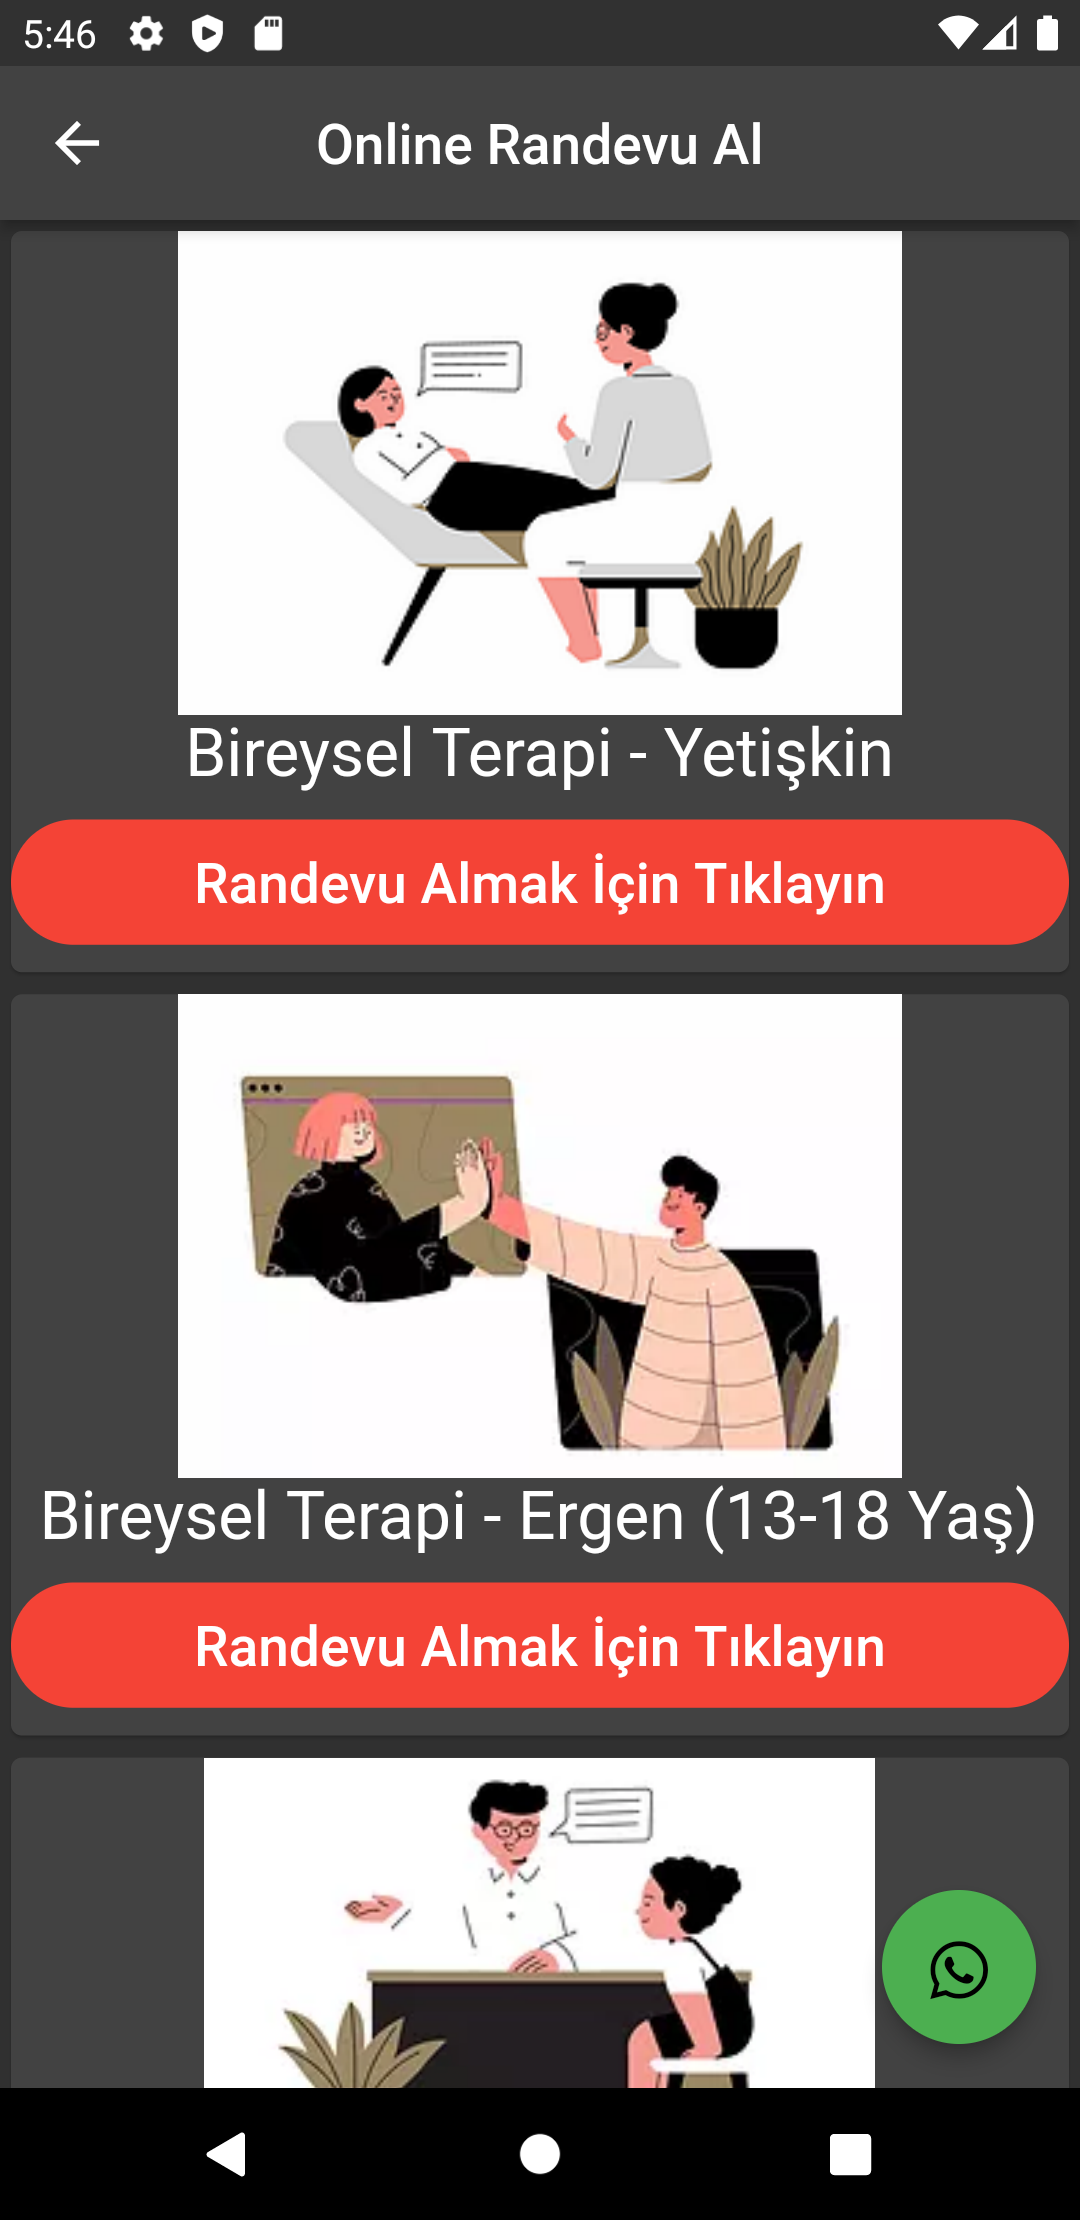 5:46
Online Randevu Al
Bireysel Terapi - Yetişkin
Randevu Almak İçin Tıklayın
Bireysel Terapi - Ergen (13-18 Yaş)
Randevu Almak İçin Tıklayın